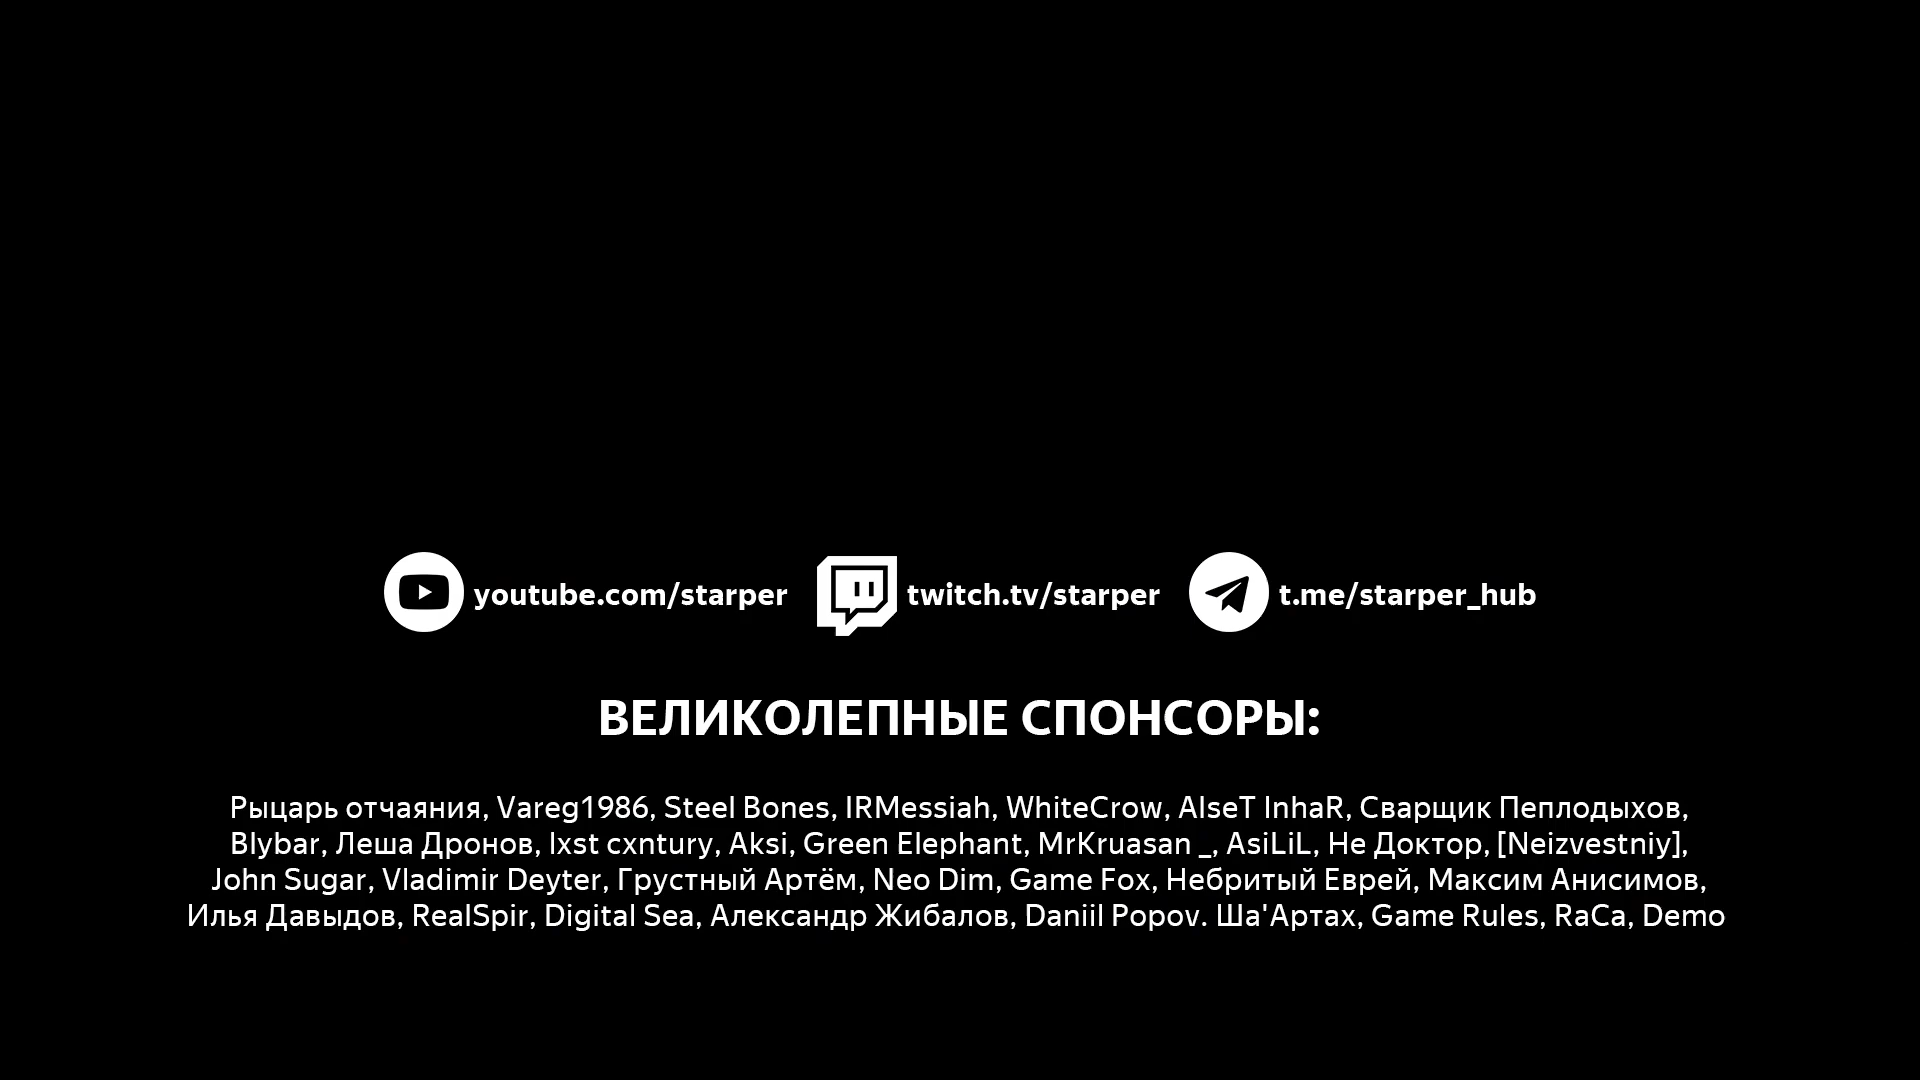 youtube.com/starper twitch.tv/starper t.me/starper_hub
ВЕЛИКОЛЕПНЫЕ СПОНСОРЫ:
Рыцарь отчаяния, Vareg1986, Steel Bones, IRMessiah, WhiteCrow, AlseT InhaR, Сварщик Пеплодыхов,
Blybar, Леша Дронов, lxst cxntury, Aksi, Green Elephant, MrKruasan _, AsiLiL, Не Доктор, [Neizvestniy],
John Sugar, Vladimir Deyter, Грустный Артём, Neo Dim, Game Fox, Небритый Еврей, Максим Анисимов,
Илья Давыдов, RealSpir, Digital Sea, Александр Жибалов, Daniil Popov. Ша'Артах, Game Rules, RaCa, Demo